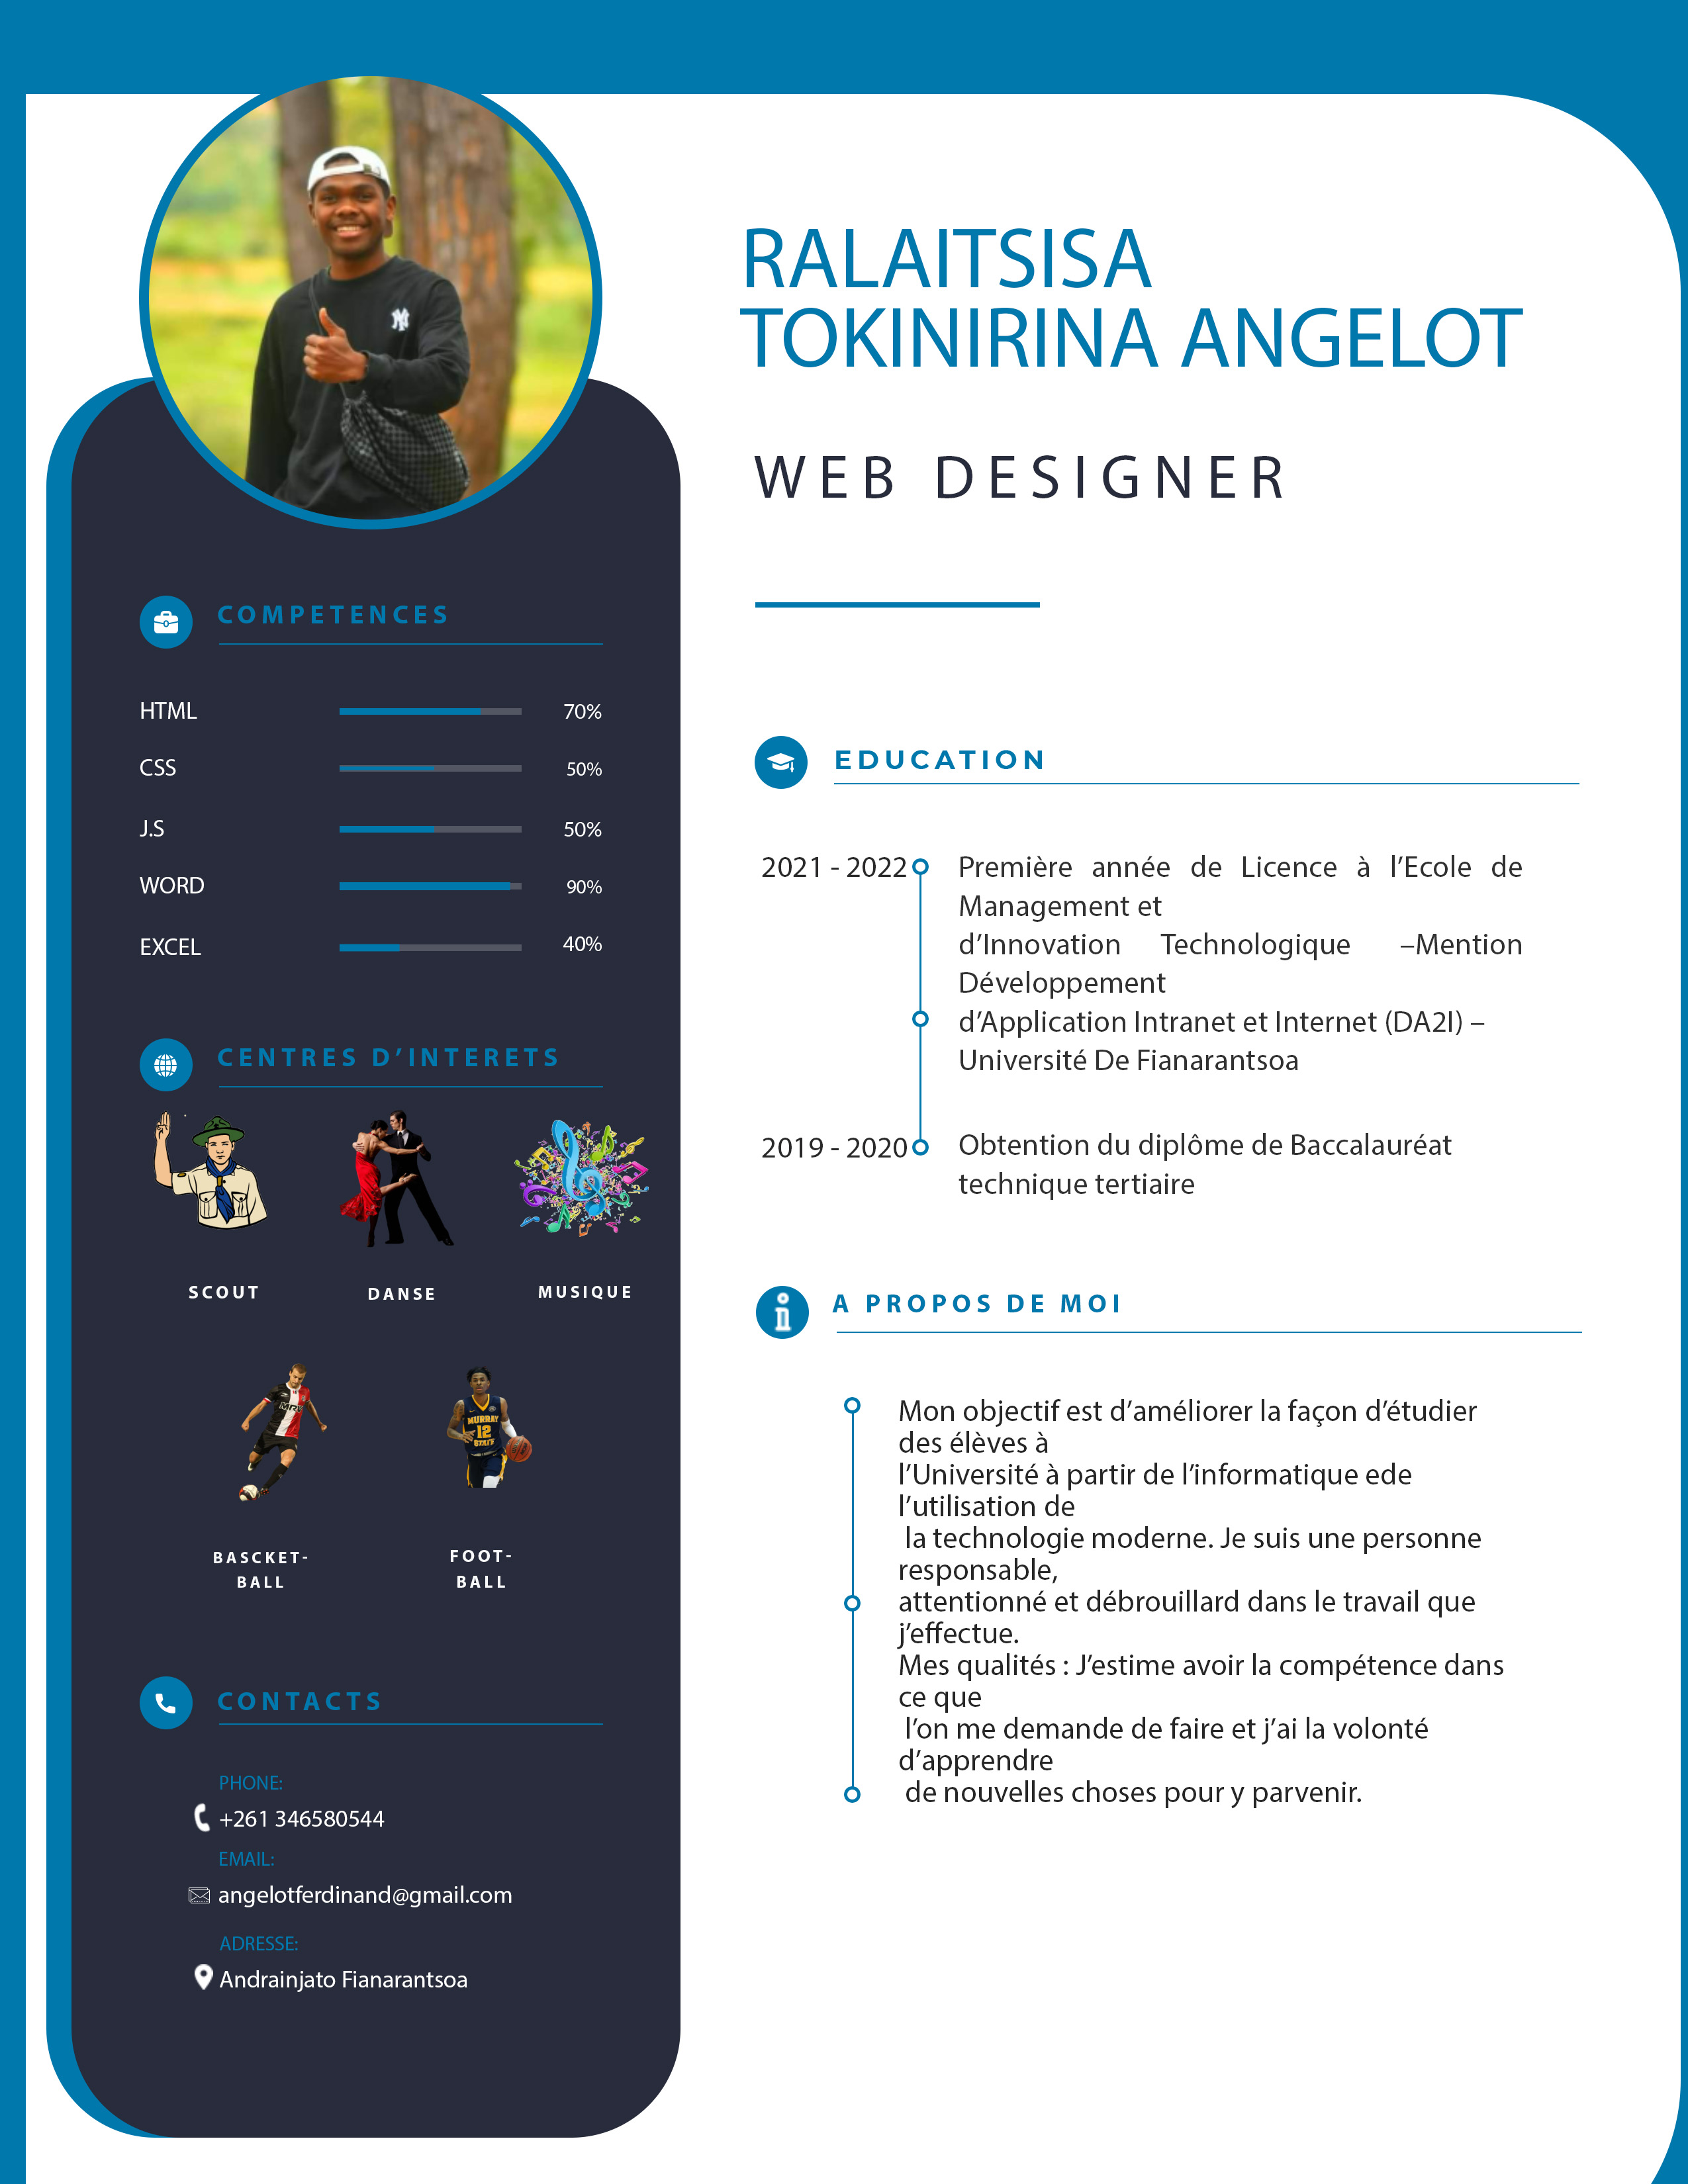 RALAITSISA
TOKINIRINA ANGELOT
WEB DESIGNER
COMPETENCES
HTML 70%
CSS 50%
J.S 50%
WORD 90%
EXCEL 40%
CENTRES D’INTERETS
SCOUT
DANSE
MUSIQUE
MURRAY
12
STATE
BASCKET-
BALL
FOOT-
BALL
CONTACTS
PHONE:
+261 346580544
EMAIL:
angelotferdinand@gmail.com
ADRESSE:
Andrainjato Fianarantsoa
EDUCATION
2021 - 2022
Première année de Licence à l’Ecole de
Management et
d’Innovation Technologique –Mention
Développement
d’Application Intranet et Internet (DA2I) –
Université De Fianarantsoa
2019 - 2020
Obtention du diplôme de Baccalauréat
technique tertiaire
A PROPOS DE MOI
Mon objectif est d’améliorer la façon d’étudier
des élèves à
l’Université à partir de l’informatique ede
l’utilisation de
la technologie moderne. Je suis une personne
responsable,
attentionné et débrouillard dans le travail que
j’effectue.
Mes qualités : J’estime avoir la compétence dans
ce que
l’on me demande de faire et j’ai la volonté
d’apprendre
de nouvelles choses pour y parvenir.